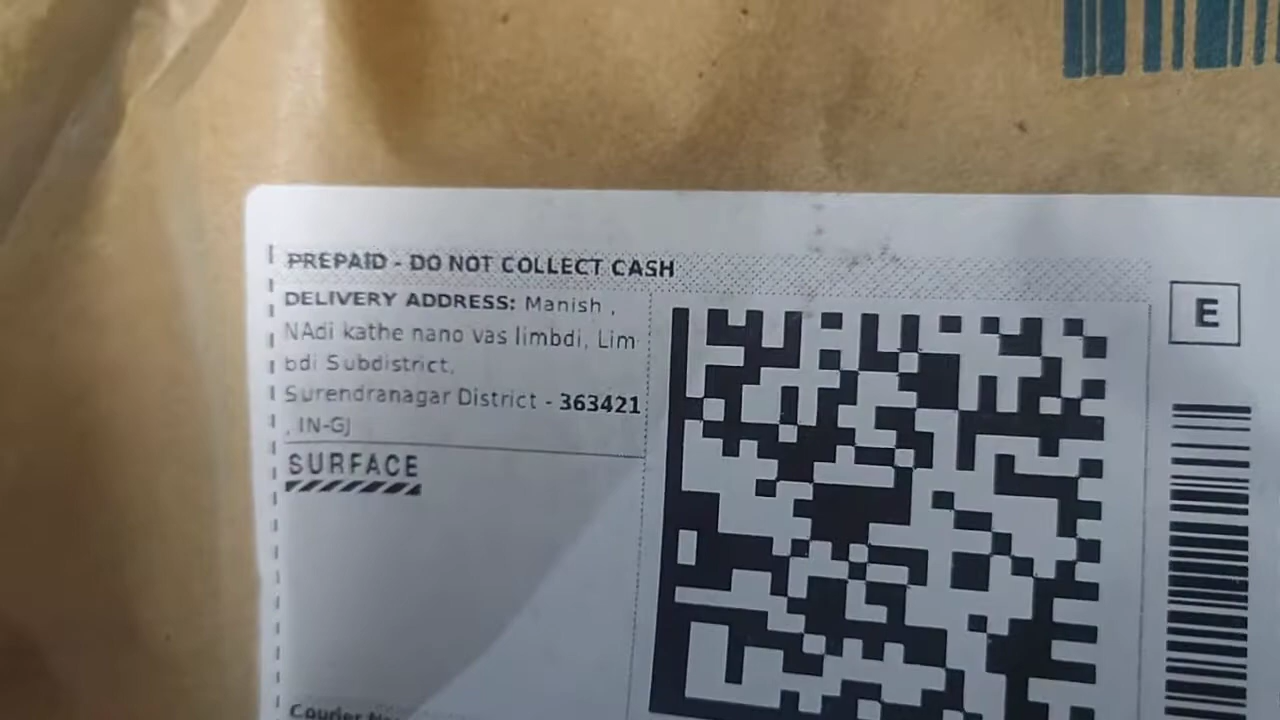 PREPAID - DO NOT COLLECT CASH
DELIVERY ADDRESS: Manish ,
NAdi kathe nano vas limbdi, Lim
bdi Subdistrict,
Surendranagar District - 363421
, IN-GJ
SURFACE
E
Courier